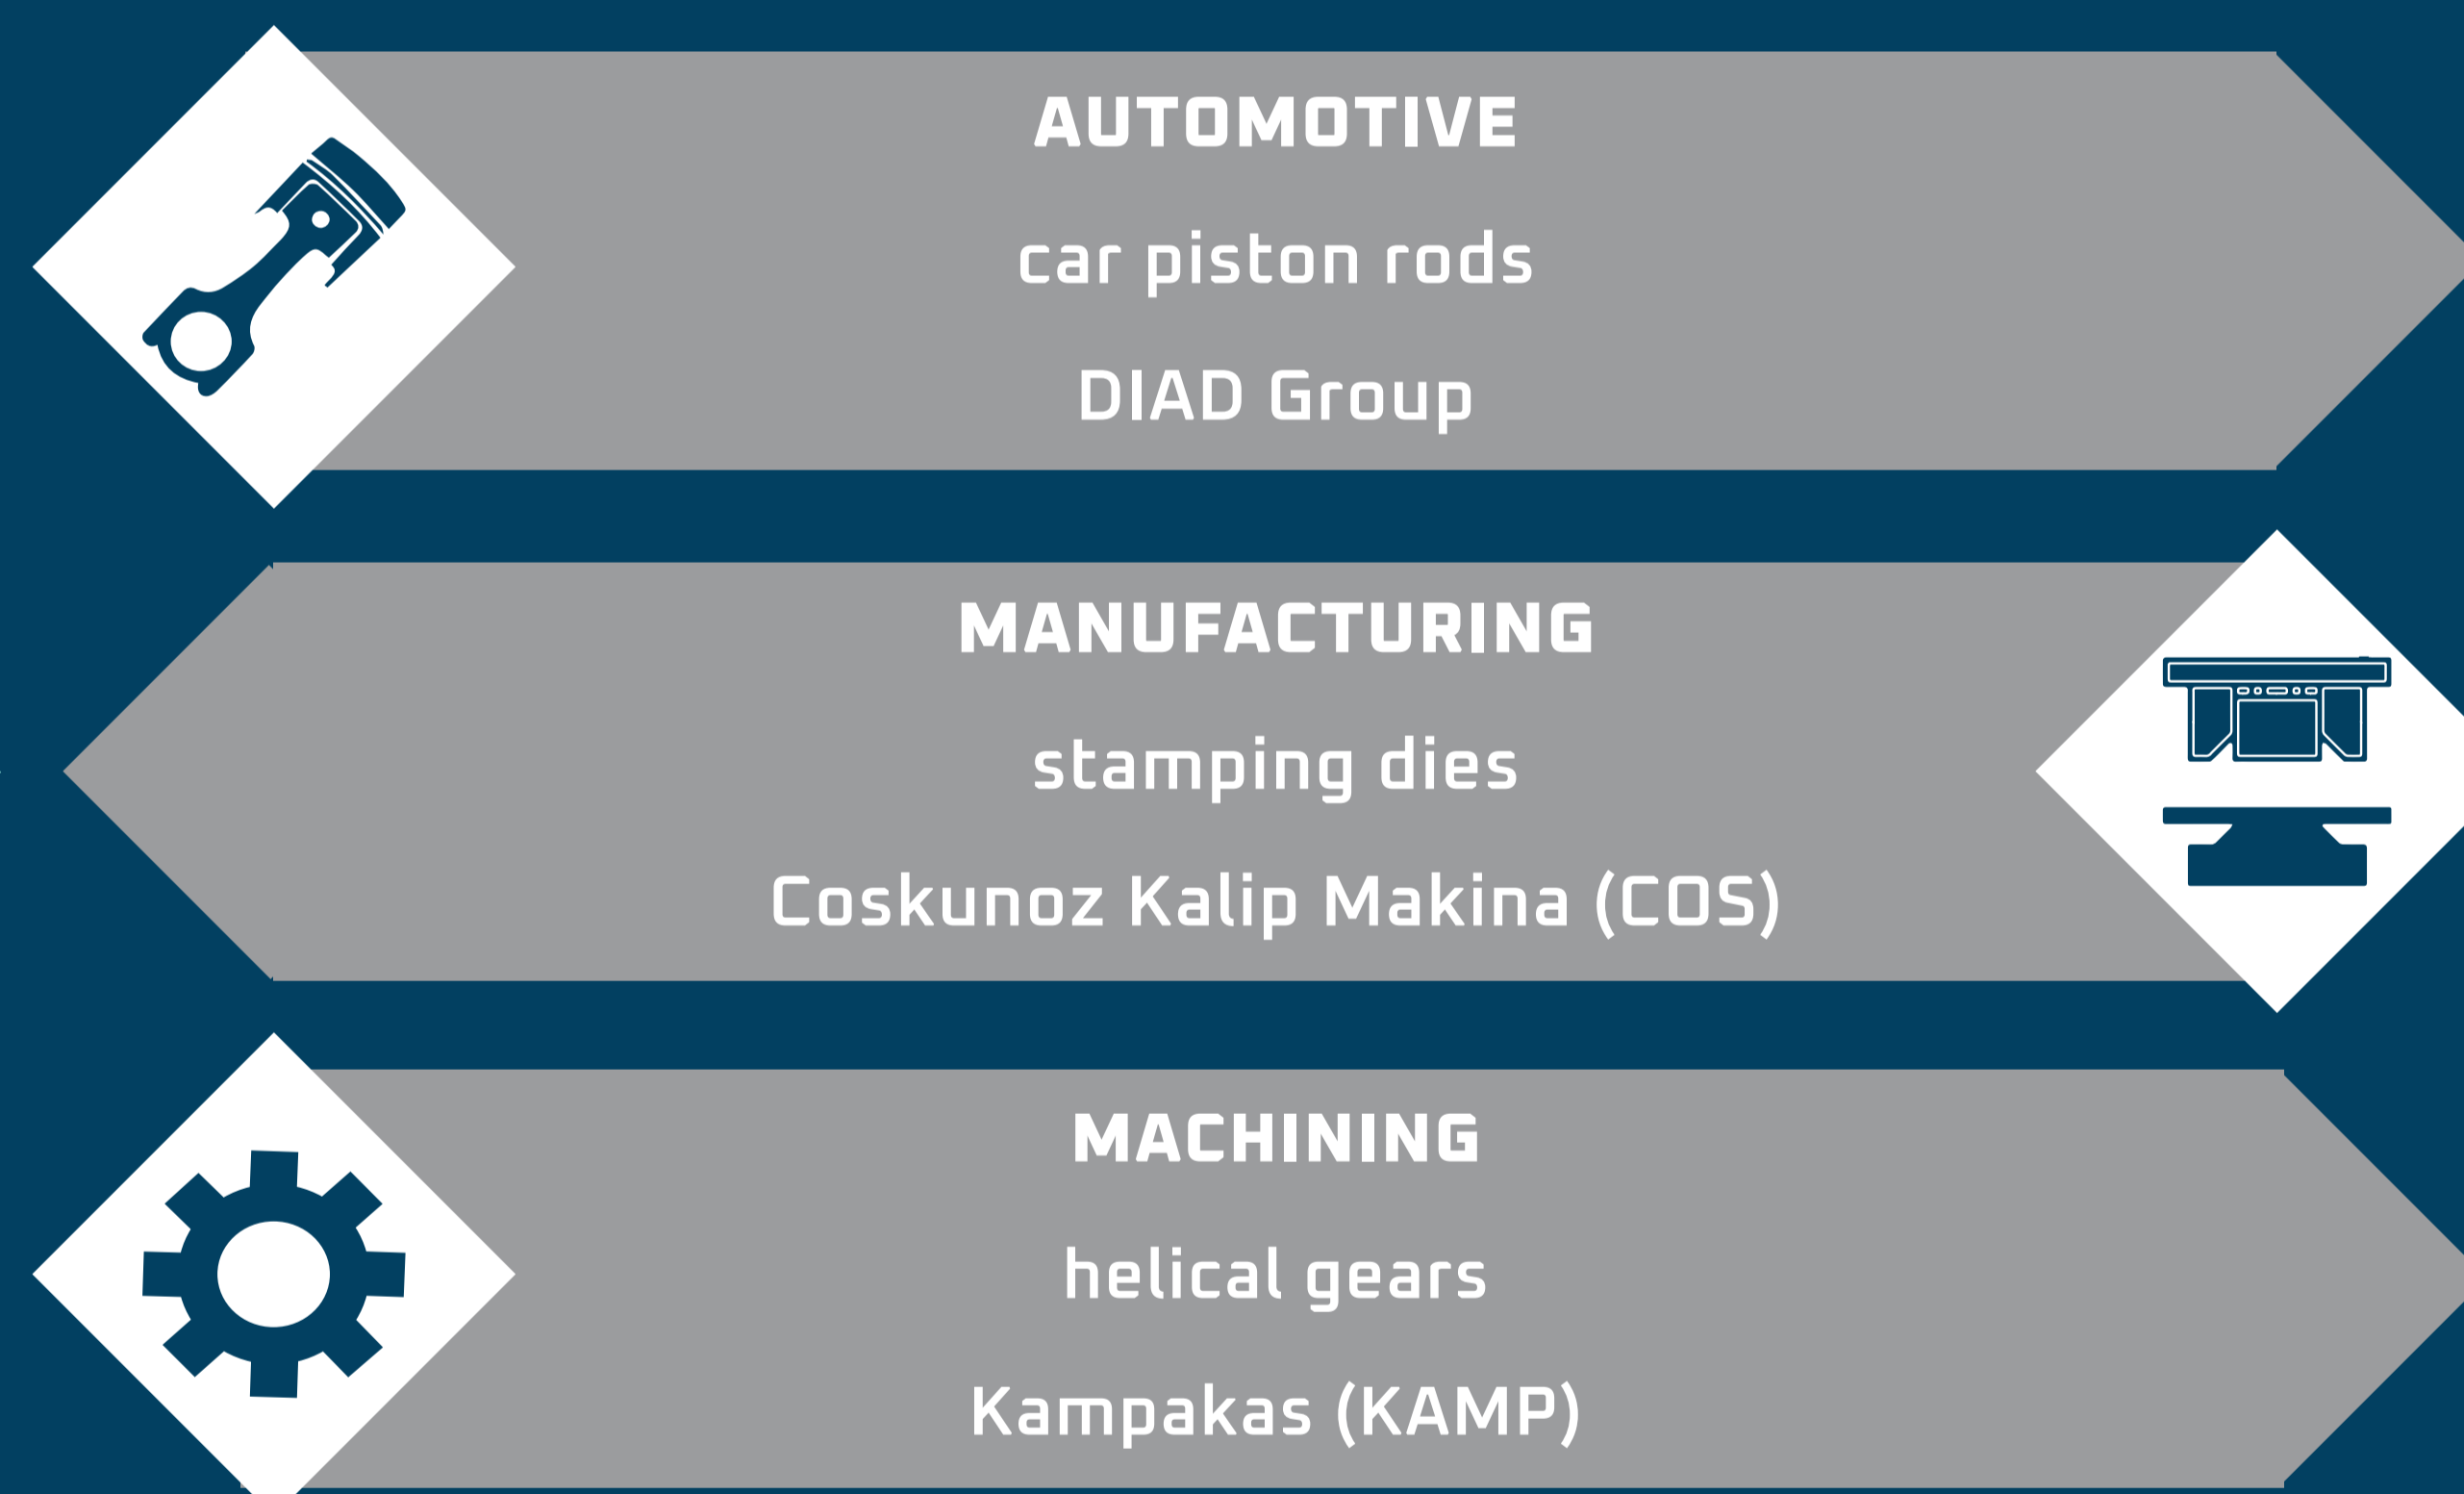 AUTOMOTIVE
car piston rods
DIAD Group
MANUFACTURING
stamping dies
Coskunoz Kalip Makina (COS)
MACHINING
helical gears
Kampakas (KAMP)